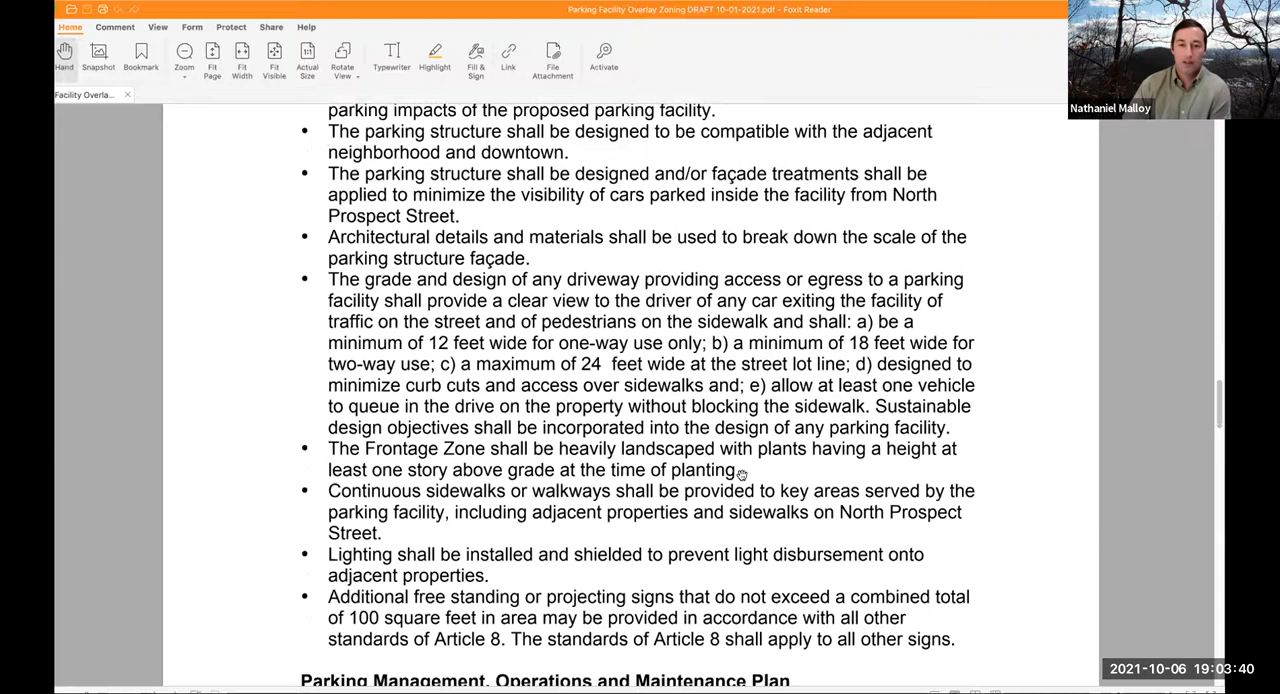 Parking Facility Overlay Zoning DRAFT 10-01-2021.pdf - Foxit Reader
Home Comment View Form Protect Share Help
Hand Snapshot Bookmark Zoom Fit Page Fit Width Fit Visible Actual Size Rotate View Typewriter Highlight Fill & Sign Link File Attachment Activate
Facility Overla...
Nathaniel Malloy
parking impacts of the proposed parking facility.
• The parking structure shall be designed to be compatible with the adjacent
neighborhood and downtown.
• The parking structure shall be designed and/or façade treatments shall be
applied to minimize the visibility of cars parked inside the facility from North
Prospect Street.
• Architectural details and materials shall be used to break down the scale of the
parking structure façade.
• The grade and design of any driveway providing access or egress to a parking
facility shall provide a clear view to the driver of any car exiting the facility of
traffic on the street and of pedestrians on the sidewalk and shall: a) be a
minimum of 12 feet wide for one-way use only; b) a minimum of 18 feet wide for
two-way use; c) a maximum of 24  feet wide at the street lot line; d) designed to
minimize curb cuts and access over sidewalks and; e) allow at least one vehicle
to queue in the drive on the property without blocking the sidewalk. Sustainable
design objectives shall be incorporated into the design of any parking facility.
• The Frontage Zone shall be heavily landscaped with plants having a height at
least one story above grade at the time of planting
• Continuous sidewalks or walkways shall be provided to key areas served by the
parking facility, including adjacent properties and sidewalks on North Prospect
Street.
• Lighting shall be installed and shielded to prevent light disbursement onto
adjacent properties.
• Additional free standing or projecting signs that do not exceed a combined total
of 100 square feet in area may be provided in accordance with all other
standards of Article 8. The standards of Article 8 shall apply to all other signs.
Parking Management, Operations and Maintenance Plan
2021-10-06 19:03:40